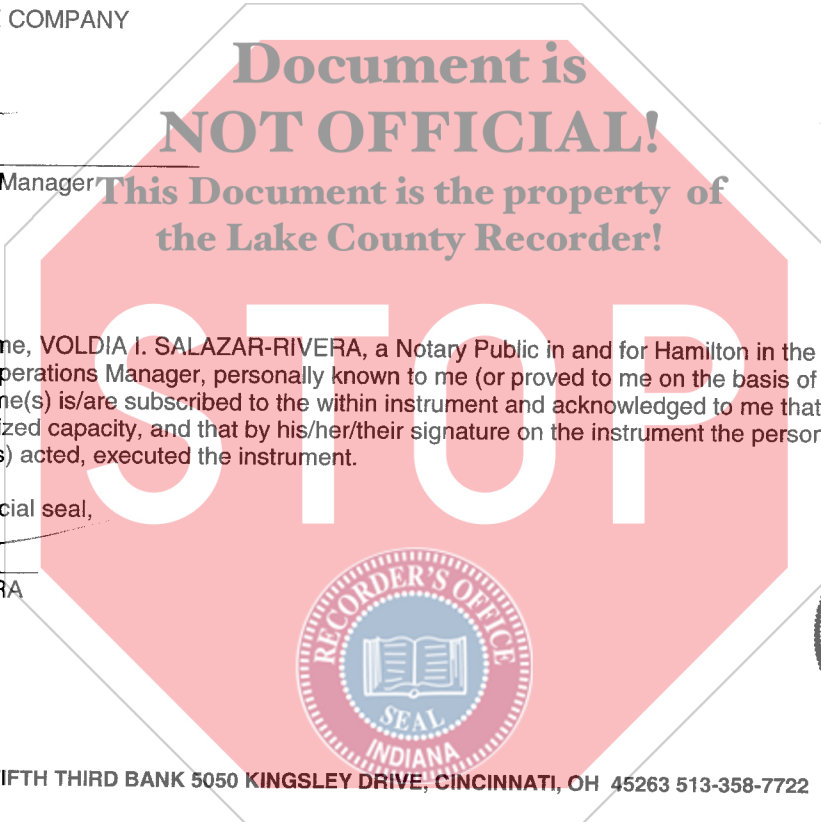 COMPANY
Document is
NOT OFFICIAL!
Manager
This Document is the property of
the Lake County Recorder!
STOP
me, VOLDIA I. SALAZAR-RIVERA, a Notary Public in and for Hamilton in the
perations Manager, personally known to me (or proved to me on the basis of
me(s) is/are subscribed to the within instrument and acknowledged to me that
ized capacity, and that by his/her/their signature on the instrument the person
s) acted, executed the instrument.
cial seal,
RA
RECORDER'S OFFICE
SEAL
INDIANA
IFTH THIRD BANK 5050 KINGSLEY DRIVE, CINCINNATI, OH 45263 513-358-7722